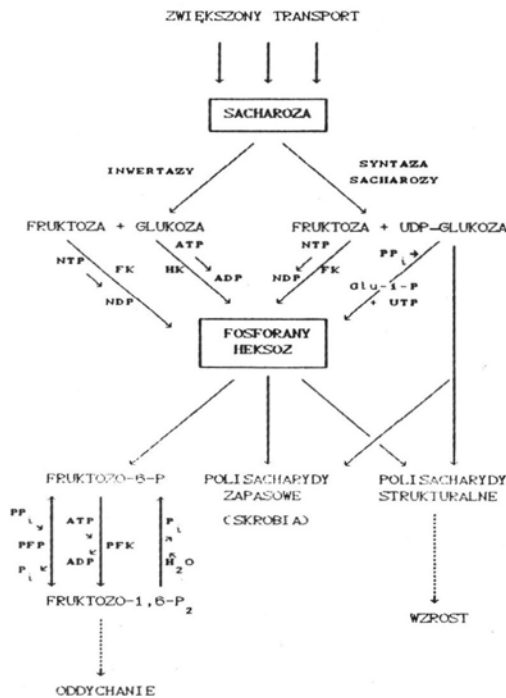 ZWIĘKSZONY TRANSPORT
SACHAROZA
INWERTAZY
SYNTAZA
SACHAROZY
FRUKTOZA + GLUKOZA
FRUKTOZA + UDP-GLUKOZA
NTP
FK
NDP
ATP
HK
ADP
NTP
NDP
FK
PPi
Glu-1-P
+ UTP
FOSFORANY
HEKSOZ
FRUKTOZO-6-P
POLISACHARYDY
ZAPASOWE
(SKROBIA)
POLISACHARYDY
STRUKTURALNE
PPi
PFP
Pi
ATP
PFK
ADP
Pi
H2O
FRUKTOZO-1,6-P2
WZROST
ODDYCHANIE